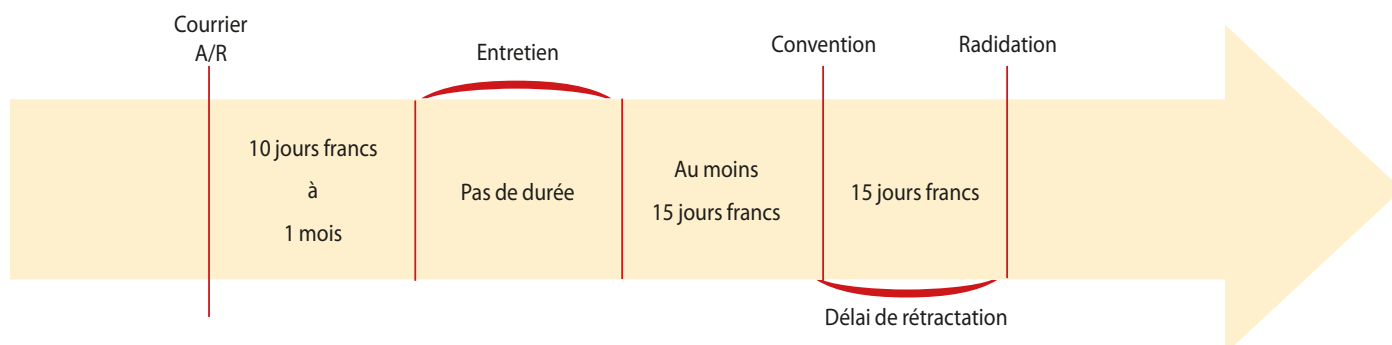 Courrier
A/R
Entretien
Convention
Radidation
10 jours francs
à
1 mois
Pas de durée
Au moins
15 jours francs
15 jours francs
Délai de rétractation